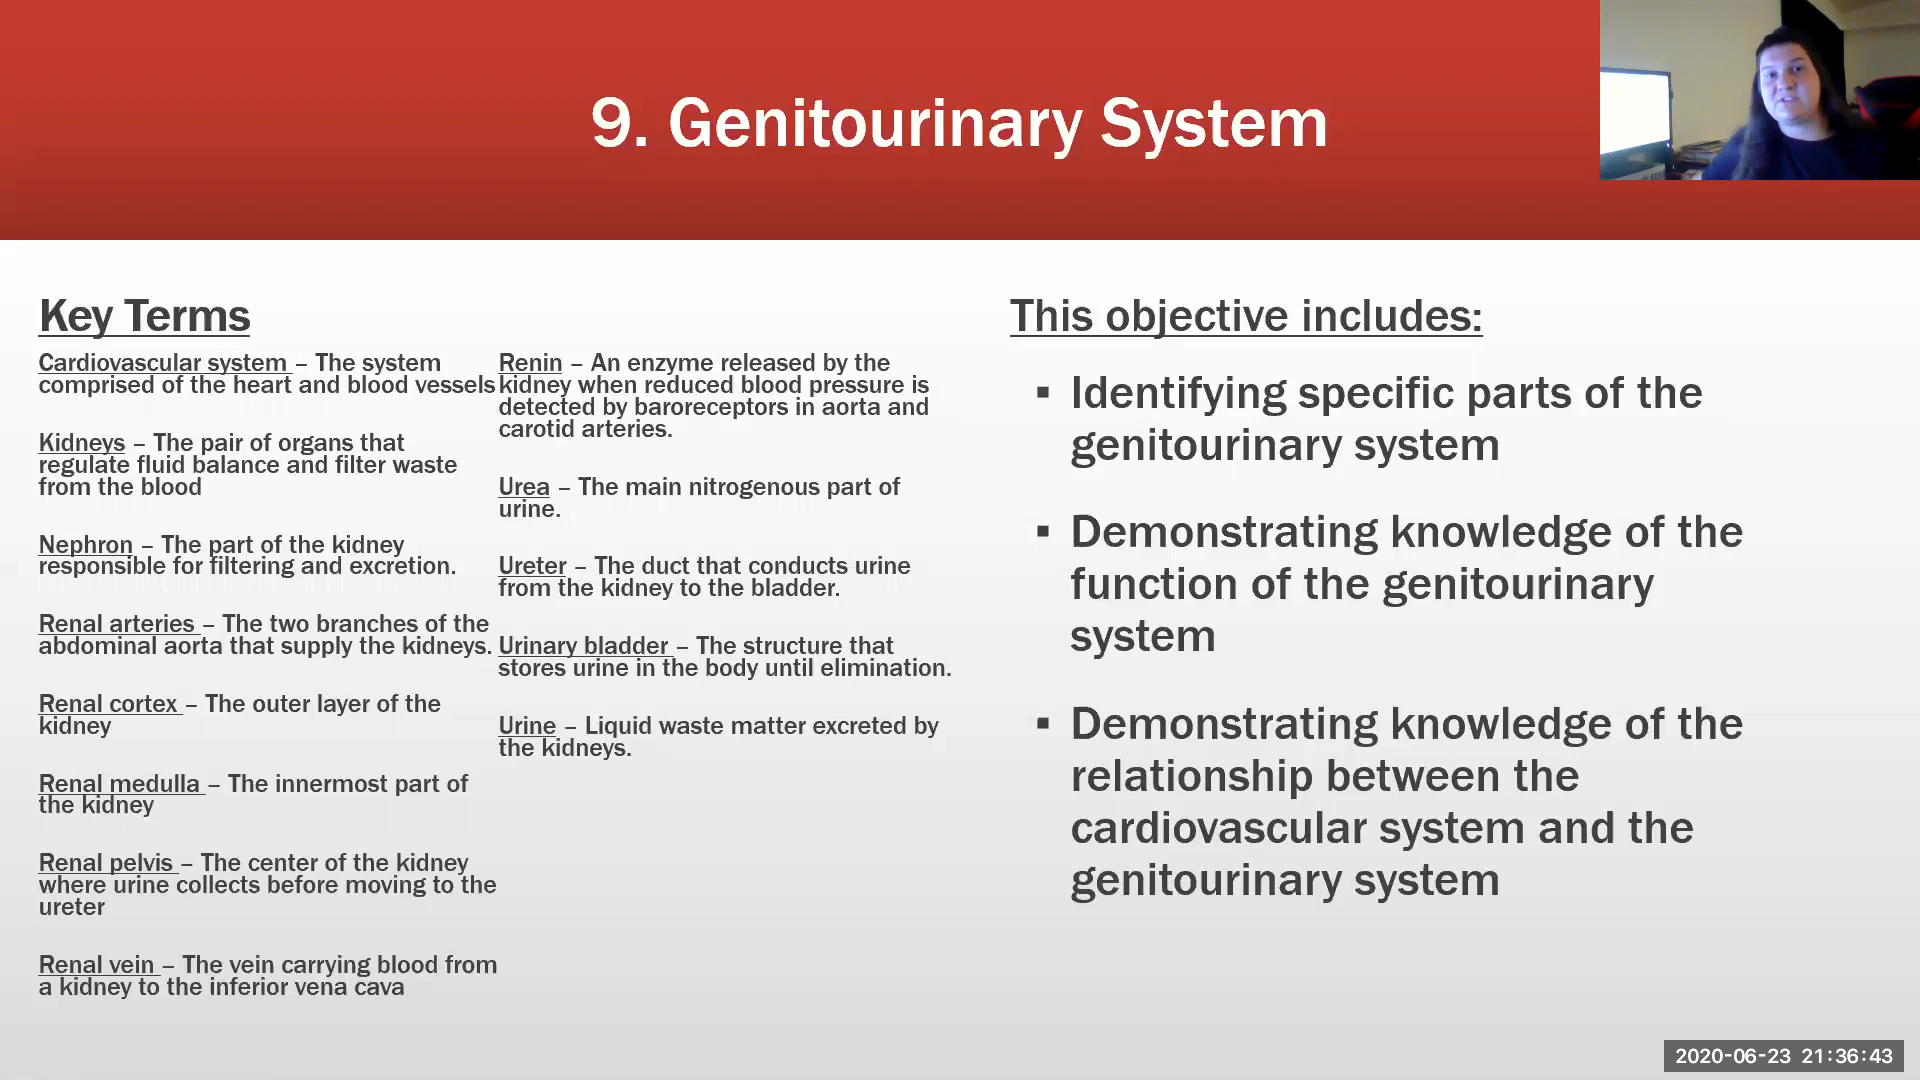 9. Genitourinary System
Key Terms
Cardiovascular system – The system
comprised of the heart and blood vessels
Kidneys – The pair of organs that
regulate fluid balance and filter waste
from the blood
Nephron – The part of the kidney
responsible for filtering and excretion.
Renal arteries – The two branches of the
abdominal aorta that supply the kidneys.
Renal cortex – The outer layer of the
kidney
Renal medulla – The innermost part of
the kidney
Renal pelvis – The center of the kidney
where urine collects before moving to the
ureter
Renal vein – The vein carrying blood from
a kidney to the inferior vena cava
Renin – An enzyme released by the
kidney when reduced blood pressure is
detected by baroreceptors in aorta and
carotid arteries.
Urea – The main nitrogenous part of
urine.
Ureter – The duct that conducts urine
from the kidney to the bladder.
Urinary bladder – The structure that
stores urine in the body until elimination.
Urine – Liquid waste matter excreted by
the kidneys.
This objective includes:
▪ Identifying specific parts of the
genitourinary system
▪ Demonstrating knowledge of the
function of the genitourinary
system
▪ Demonstrating knowledge of the
relationship between the
cardiovascular system and the
genitourinary system
2020-06-23 21:36:43